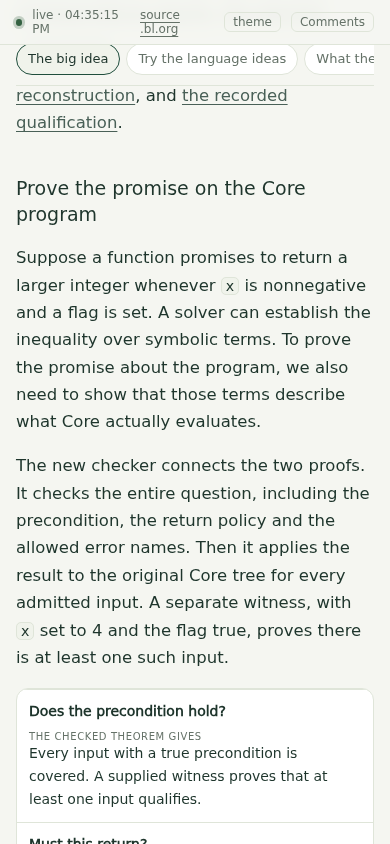 live · 04:35:15 PM
source .bl.org
theme
Comments
The big idea
Try the language ideas
What the
reconstruction, and the recorded
qualification.
Prove the promise on the Core
program
Suppose a function promises to return a
larger integer whenever x is nonnegative
and a flag is set. A solver can establish the
inequality over symbolic terms. To prove
the promise about the program, we also
need to show that those terms describe
what Core actually evaluates.
The new checker connects the two proofs.
It checks the entire question, including the
precondition, the return policy and the
allowed error names. Then it applies the
result to the original Core tree for every
admitted input. A separate witness, with
x set to 4 and the flag true, proves there
is at least one such input.
Does the precondition hold?
THE CHECKED THEOREM GIVES
Every input with a true precondition is
covered. A supplied witness proves that at
least one input qualifies.
Must this return?